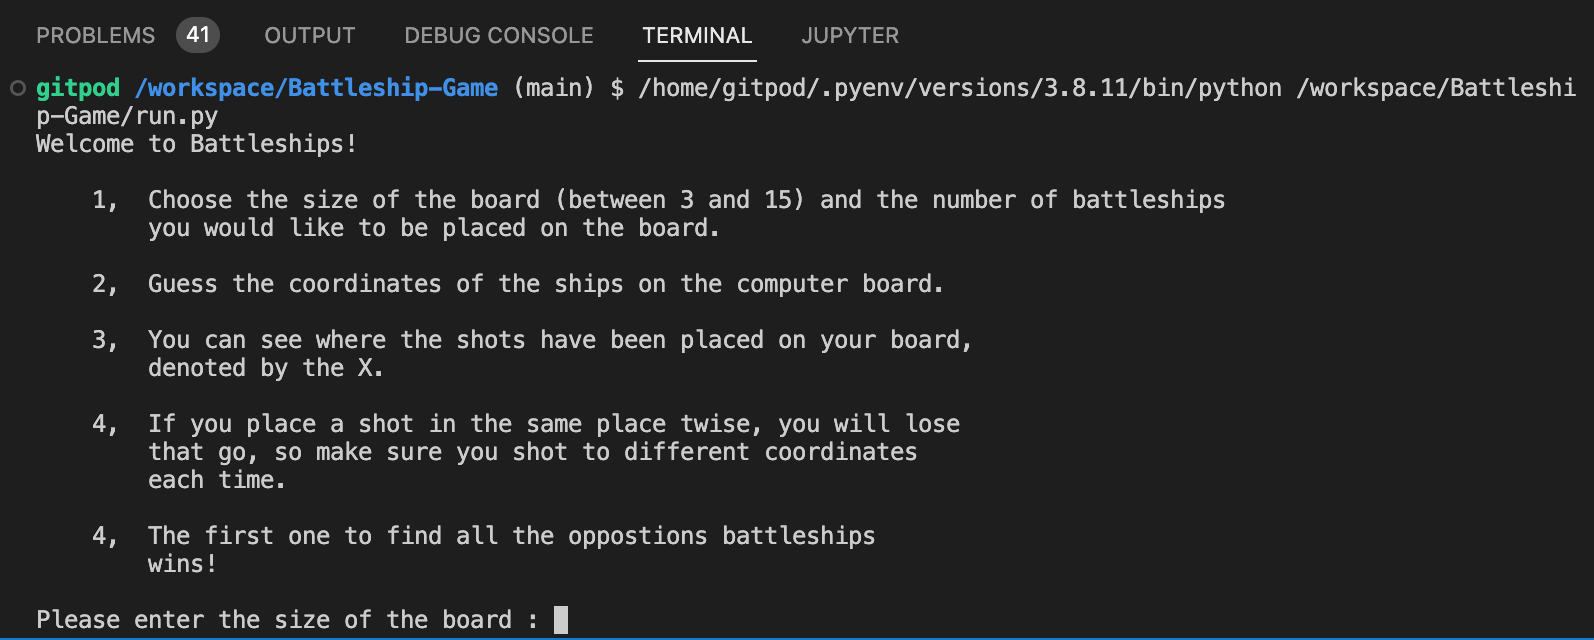 PROBLEMS 41 OUTPUT DEBUG CONSOLE TERMINAL JUPYTER
gitpod /workspace/Battleship-Game (main) $ /home/gitpod/.pyenv/versions/3.8.11/bin/python /workspace/Battleshi
p-Game/run.py
Welcome to Battleships!
1, Choose the size of the board (between 3 and 15) and the number of battleships
you would like to be placed on the board.
2, Guess the coordinates of the ships on the computer board.
3, You can see where the shots have been placed on your board,
denoted by the X.
4, If you place a shot in the same place twise, you will lose
that go, so make sure you shot to different coordinates
each time.
4, The first one to find all the oppostions battleships
wins!
Please enter the size of the board :